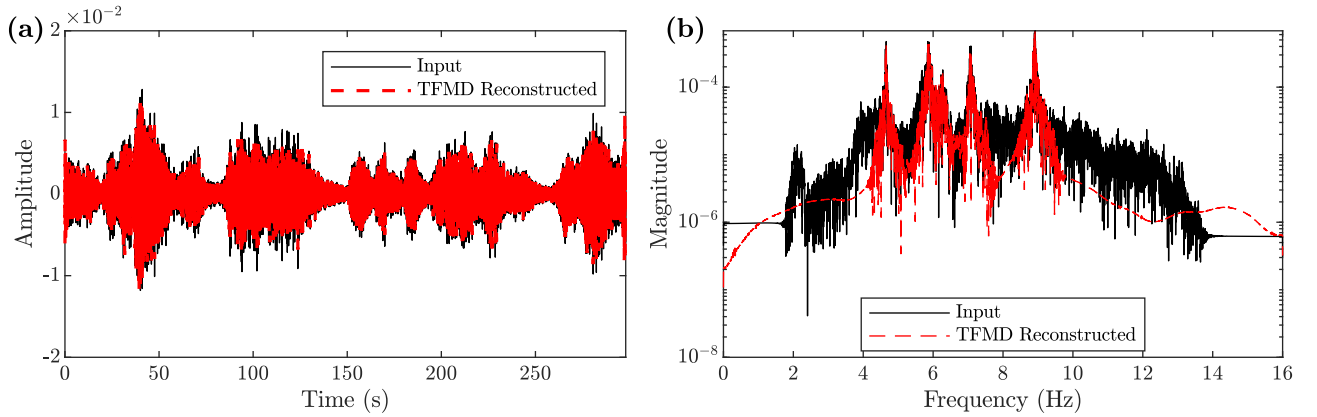 (a)
×10⁻²
2
1
0
-1
-2
Amplitude
Input
TFMD Reconstructed
0 50 100 150 200 250
Time (s)
(b)
10⁻⁴
10⁻⁶
10⁻⁸
Magnitude
Input
TFMD Reconstructed
0 2 4 6 8 10 12 14 16
Frequency (Hz)